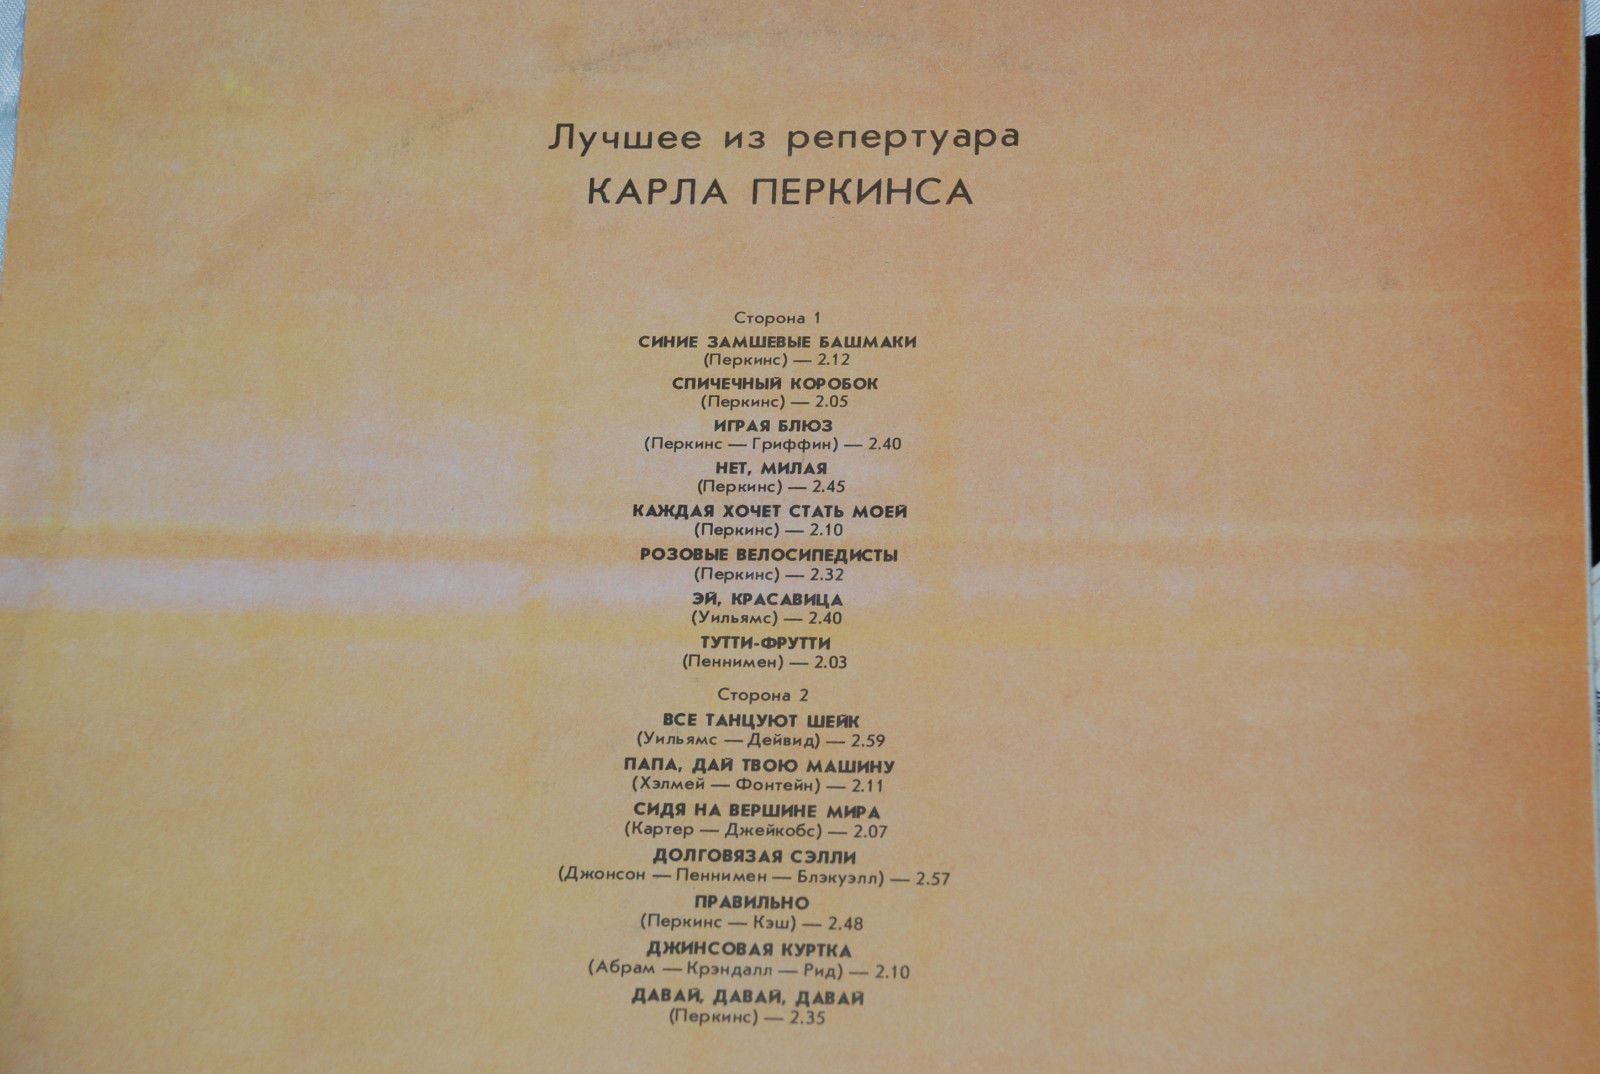 Лучшее из репертуара
КАРЛА ПЕРКИНСА
Сторона 1
СИНИЕ ЗАМШЕВЫЕ БАШМАКИ
(Перкинс) — 2.12
СПИЧЕЧНЫЙ КОРОБОК
(Перкинс) — 2.05
ИГРАЯ БЛЮЗ
(Перкинс — Гриффин) — 2.40
НЕТ, МИЛАЯ
(Перкинс) — 2.45
КАЖДАЯ ХОЧЕТ СТАТЬ МОЕЙ
(Перкинс) — 2.10
РОЗОВЫЕ ВЕЛОСИПЕДИСТЫ
(Перкинс) — 2.32
ЭЙ, КРАСАВИЦА
(Уильямс) — 2.40
ТУТТИ-ФРУТТИ
(Пеннимен) — 2.03
Сторона 2
ВСЕ ТАНЦУЮТ ШЕЙК
(Уильямс — Дейвид) — 2.59
ПАПА, ДАЙ ТВОЮ МАШИНУ
(Хэлмей — Фонтейн) — 2.11
СИДЯ НА ВЕРШИНЕ МИРА
(Картер — Джейкобс) — 2.07
ДОЛГОВЯЗАЯ СЭЛЛИ
(Джонсон — Пеннимен — Блэкуэлл) — 2.57
ПРАВИЛЬНО
(Перкинс — Кэш) — 2.48
ДЖИНСОВАЯ КУРТКА
(Абрам — Крэндалл — Рид) — 2.10
ДАВАЙ, ДАВАЙ, ДАВАЙ
(Перкинс) — 2.35